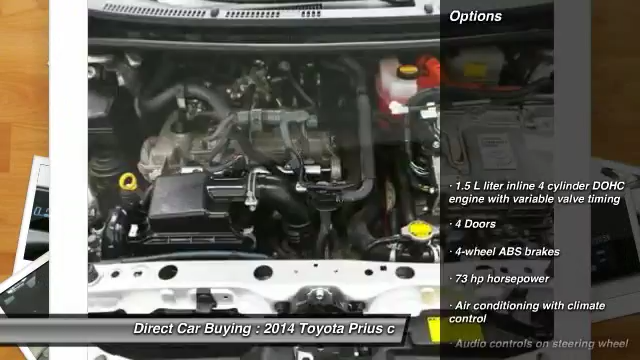 Options
· 1.5 L liter inline 4 cylinder DOHC
engine with variable valve timing
· 4 Doors
· 4-wheel ABS brakes
· 73 hp horsepower
· Air conditioning with climate
control
· Audio controls on steering wheel
Direct Car Buying : 2014 Toyota Prius c